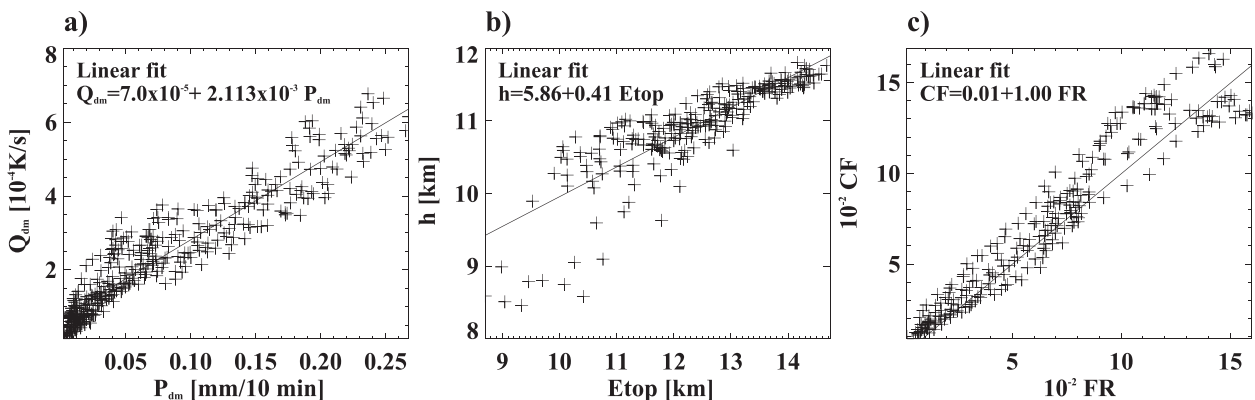 a)
8
6
4
2
Q_dm [10⁻⁴K/s]
Linear fit
Q_dm=7.0x10⁻⁵+ 2.113x10⁻³ P_dm
0.05 0.10 0.15 0.20 0.25
P_dm [mm/10 min]
b)
12
11
10
9
8
h [km]
Linear fit
h=5.86+0.41 Etop
9 10 11 12 13 14
Etop [km]
c)
15
10
5
10⁻² CF
Linear fit
CF=0.01+1.00 FR
5 10 15
10⁻² FR